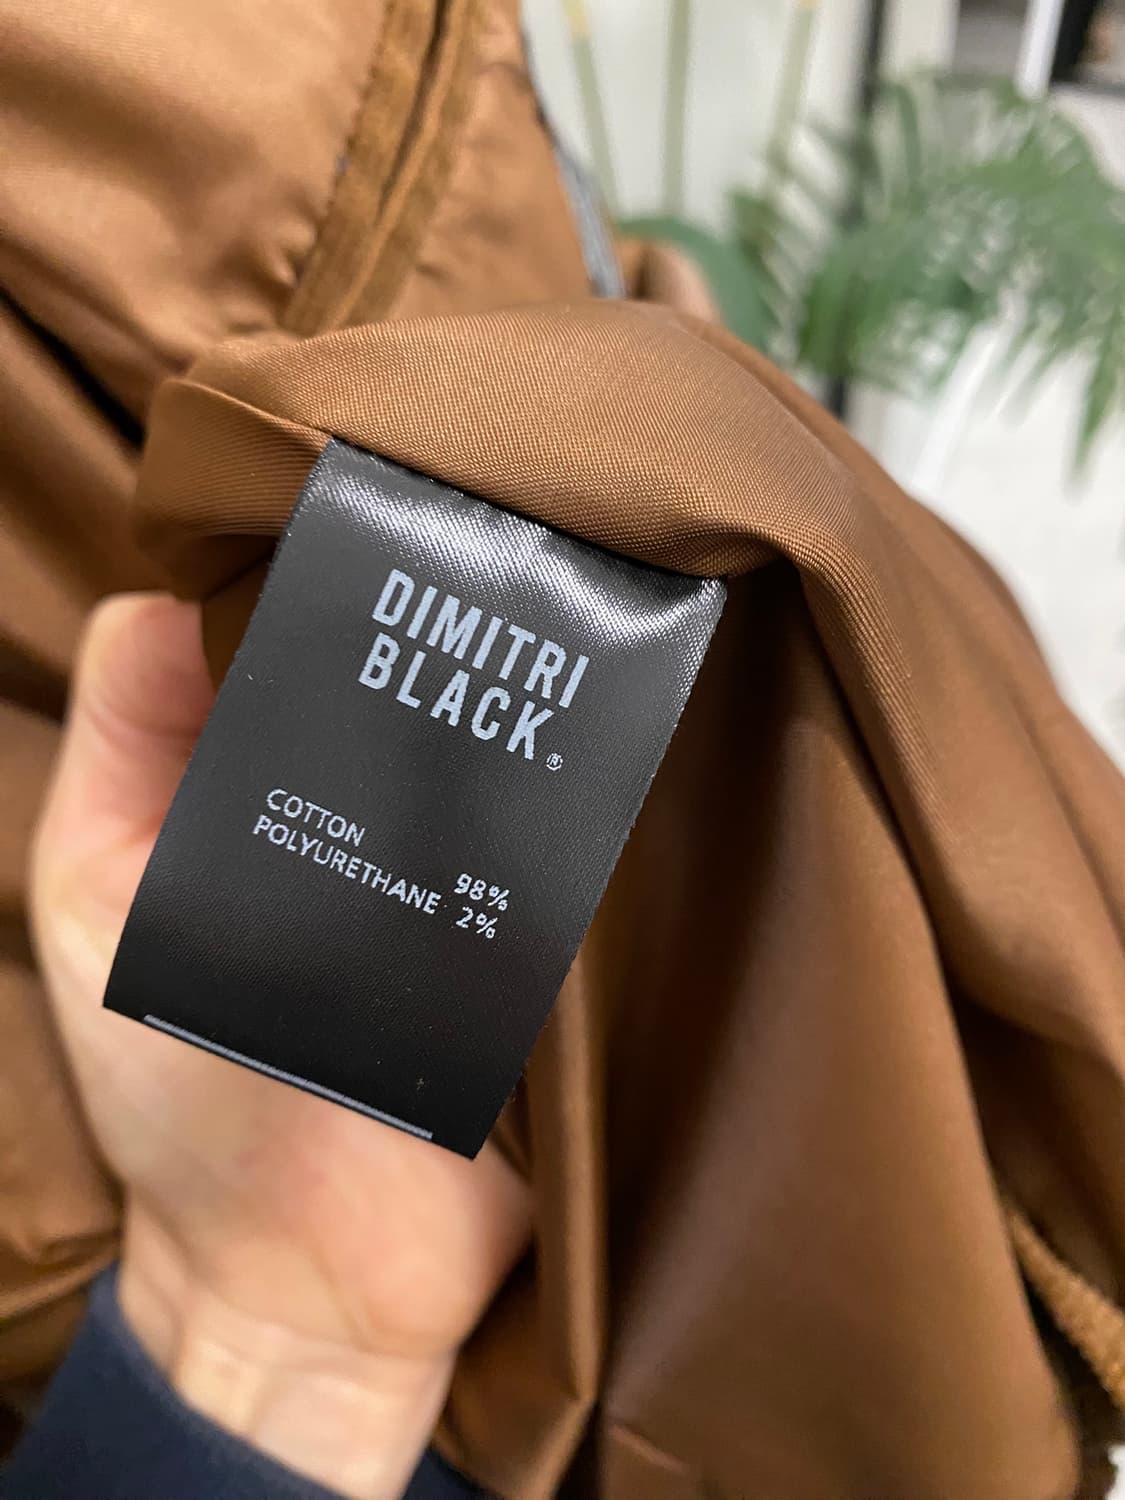 DIMITRI
BLACK®
COTTON 98%
POLYURETHANE 2%